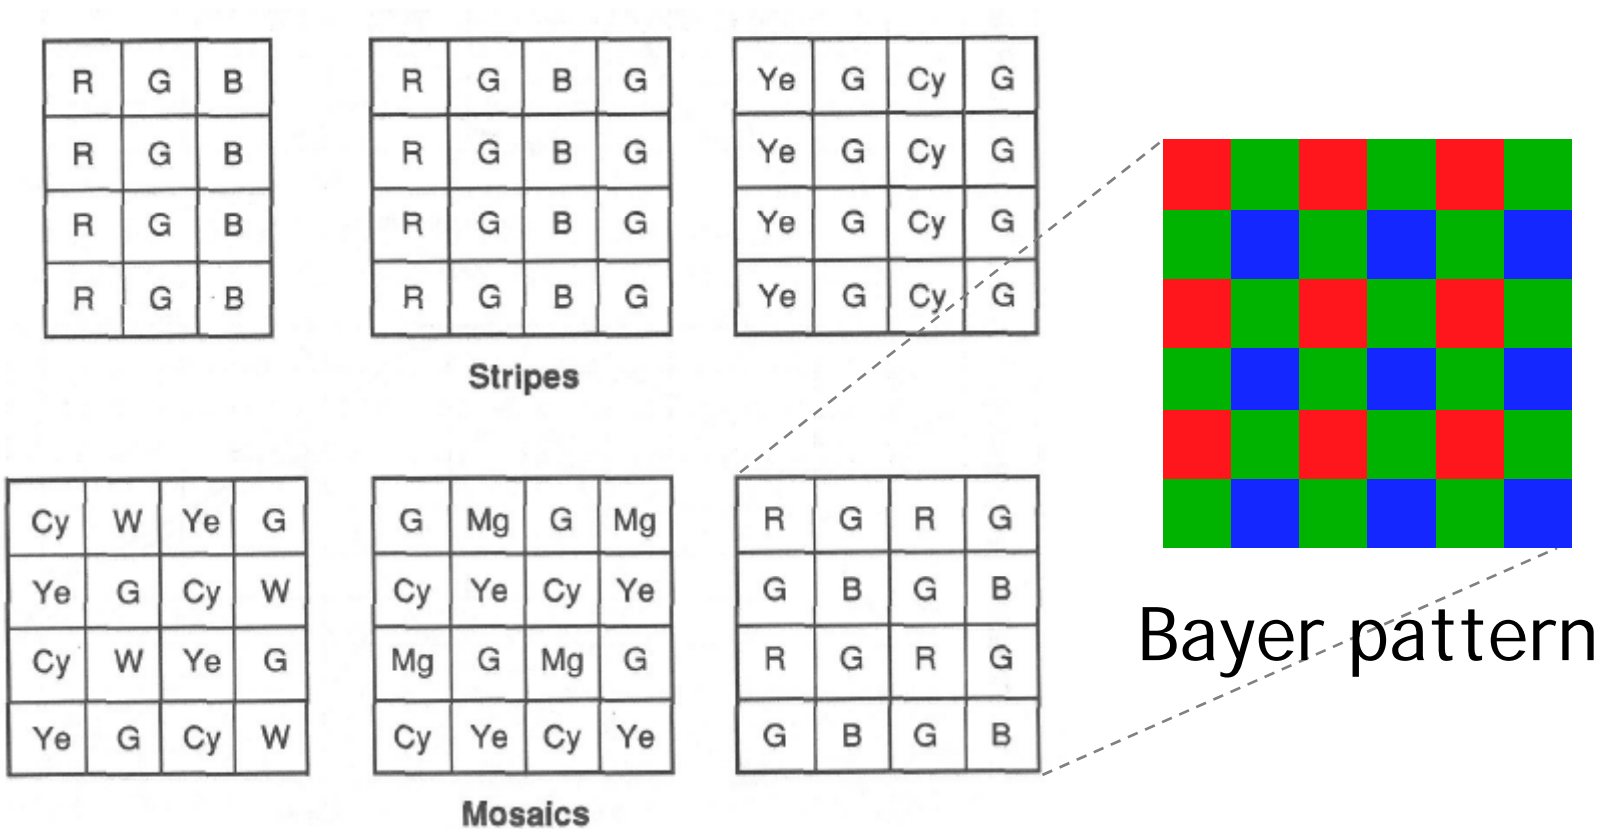 R G B
R G B
R G B
R G B
R G B G
R G B G
R G B G
R G B G
Ye G Cy G
Ye G Cy G
Ye G Cy G
Ye G Cy G
Stripes
Cy W Ye G
Ye G Cy W
Cy W Ye G
Ye G Cy W
G Mg G Mg
Cy Ye Cy Ye
Mg G Mg G
Cy Ye Cy Ye
R G R G
G B G B
R G R G
G B G B
Mosaics
Bayer pattern